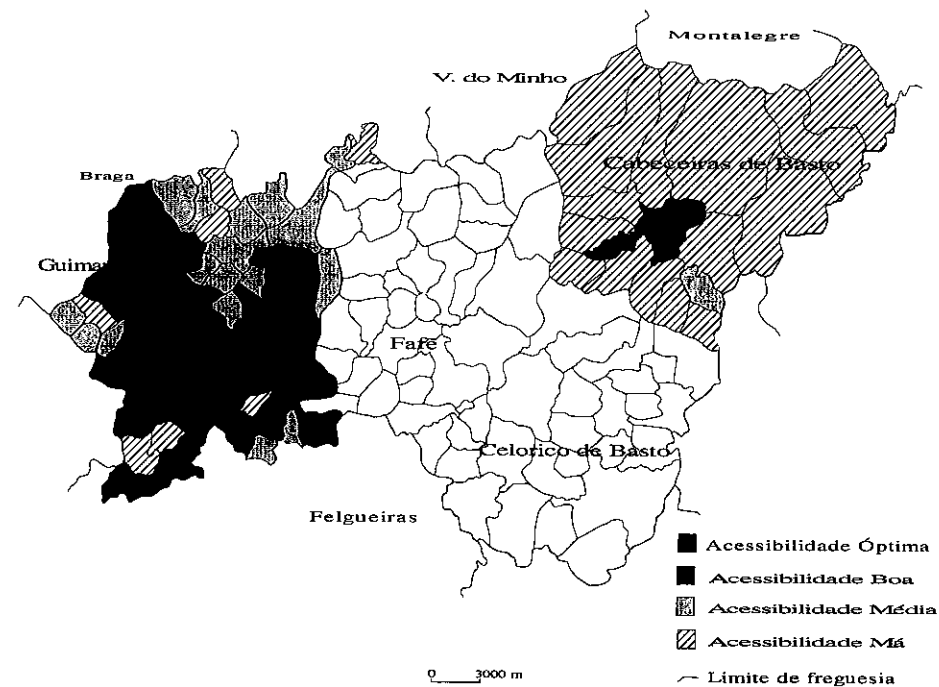 Montalegre
V. do Minho
Cabeceiras de Basto
Braga
Guima
Fafe
Celorico de Basto
Felgueiras
Acessibilidade Óptima
Acessibilidade Boa
Acessibilidade Média
Acessibilidade Má
Limite de freguesia
0 3000 m